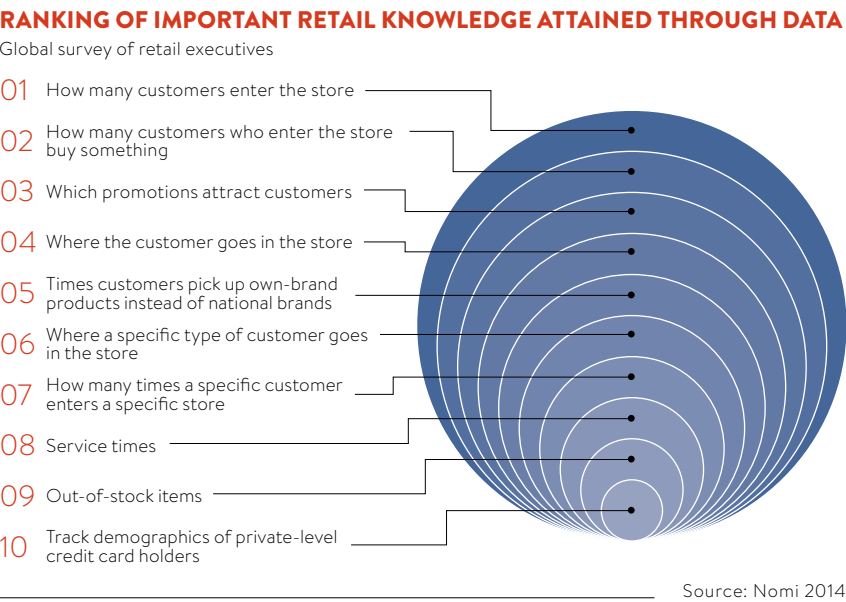 RANKING OF IMPORTANT RETAIL KNOWLEDGE ATTAINED THROUGH DATA
Global survey of retail executives
01 How many customers enter the store
02 How many customers who enter the store
buy something
03 Which promotions attract customers
04 Where the customer goes in the store
05 Times customers pick up own-brand
products instead of national brands
06 Where a specific type of customer goes
in the store
07 How many times a specific customer
enters a specific store
08 Service times
09 Out-of-stock items
10 Track demographics of private-level
credit card holders
Source: Nomi 2014